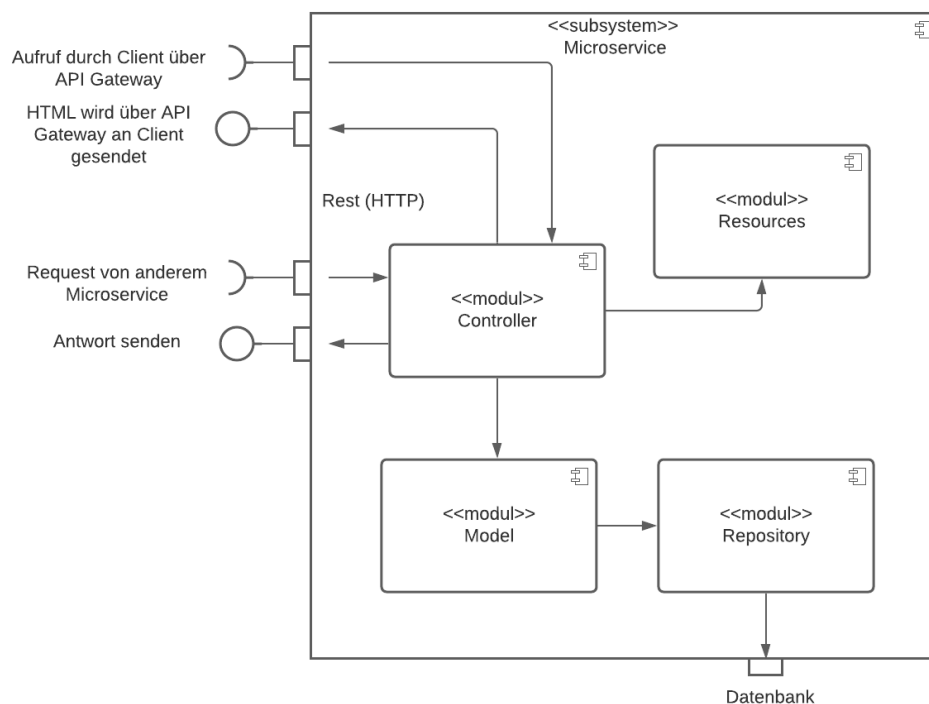 <<subsystem>>
Microservice
Aufruf durch Client über
API Gateway
HTML wird über API
Gateway an Client
gesendet
Rest (HTTP)
<<modul>>
Resources
Request von anderem
Microservice
Antwort senden
<<modul>>
Controller
<<modul>>
Model
<<modul>>
Repository
Datenbank